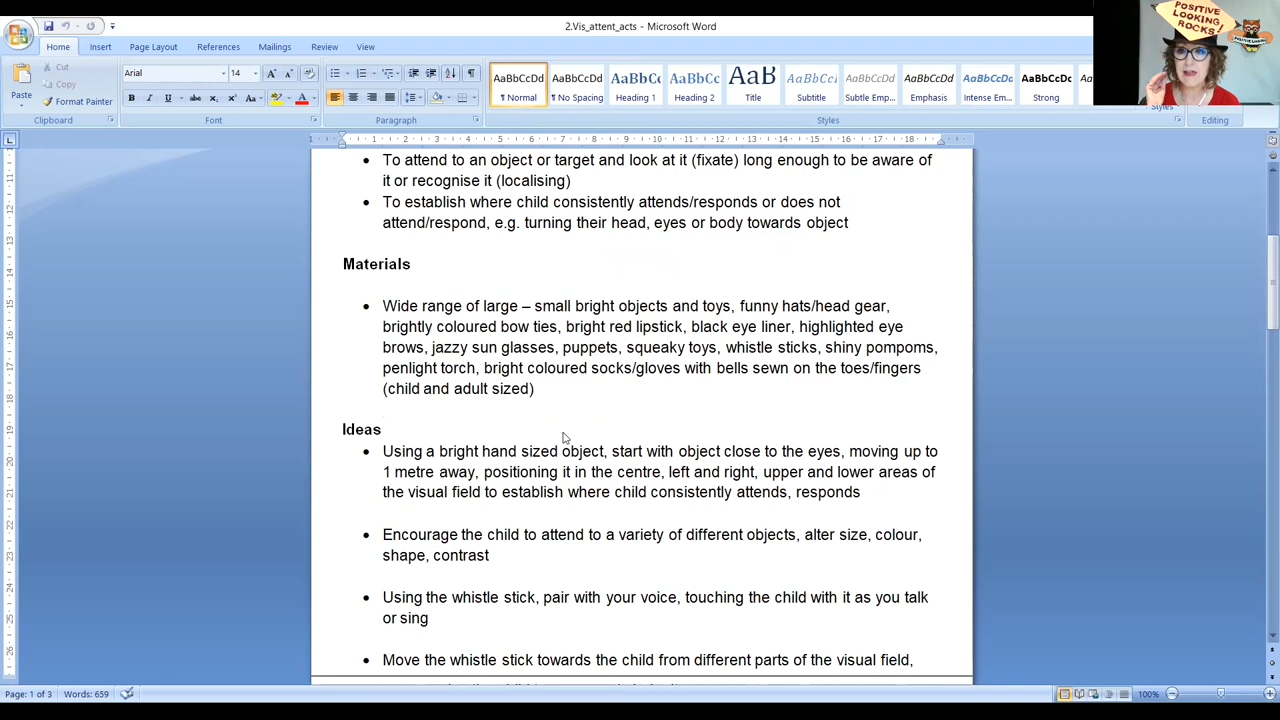 2.Vis_attent_acts - Microsoft Word
Home Insert Page Layout References Mailings Review View
Paste
Cut
Copy
Format Painter
Clipboard
Arial 14
Font
Paragraph
AaBbCcDd AaBbCcDd AaBbCc AaBbCc AaB AaBbCcI AaBbCcDd AaBbCcDd AaBbCcDd AaBbCcDd
¶ Normal ¶ No Spacing Heading 1 Heading 2 Title Subtitle Subtle Emp... Emphasis Intense Em... Strong
Styles
Styles
Editing
POSITIVE
LOOKING
ROCKS!
• To attend to an object or target and look at it (fixate) long enough to be aware of
it or recognise it (localising)
• To establish where child consistently attends/responds or does not
attend/respond, e.g. turning their head, eyes or body towards object
Materials
• Wide range of large – small bright objects and toys, funny hats/head gear,
brightly coloured bow ties, bright red lipstick, black eye liner, highlighted eye
brows, jazzy sun glasses, puppets, squeaky toys, whistle sticks, shiny pompoms,
penlight torch, bright coloured socks/gloves with bells sewn on the toes/fingers
(child and adult sized)
Ideas
• Using a bright hand sized object, start with object close to the eyes, moving up to
1 metre away, positioning it in the centre, left and right, upper and lower areas of
the visual field to establish where child consistently attends, responds
• Encourage the child to attend to a variety of different objects, alter size, colour,
shape, contrast
• Using the whistle stick, pair with your voice, touching the child with it as you talk
or sing
• Move the whistle stick towards the child from different parts of the visual field,
Page: 1 of 3 Words: 659
100%